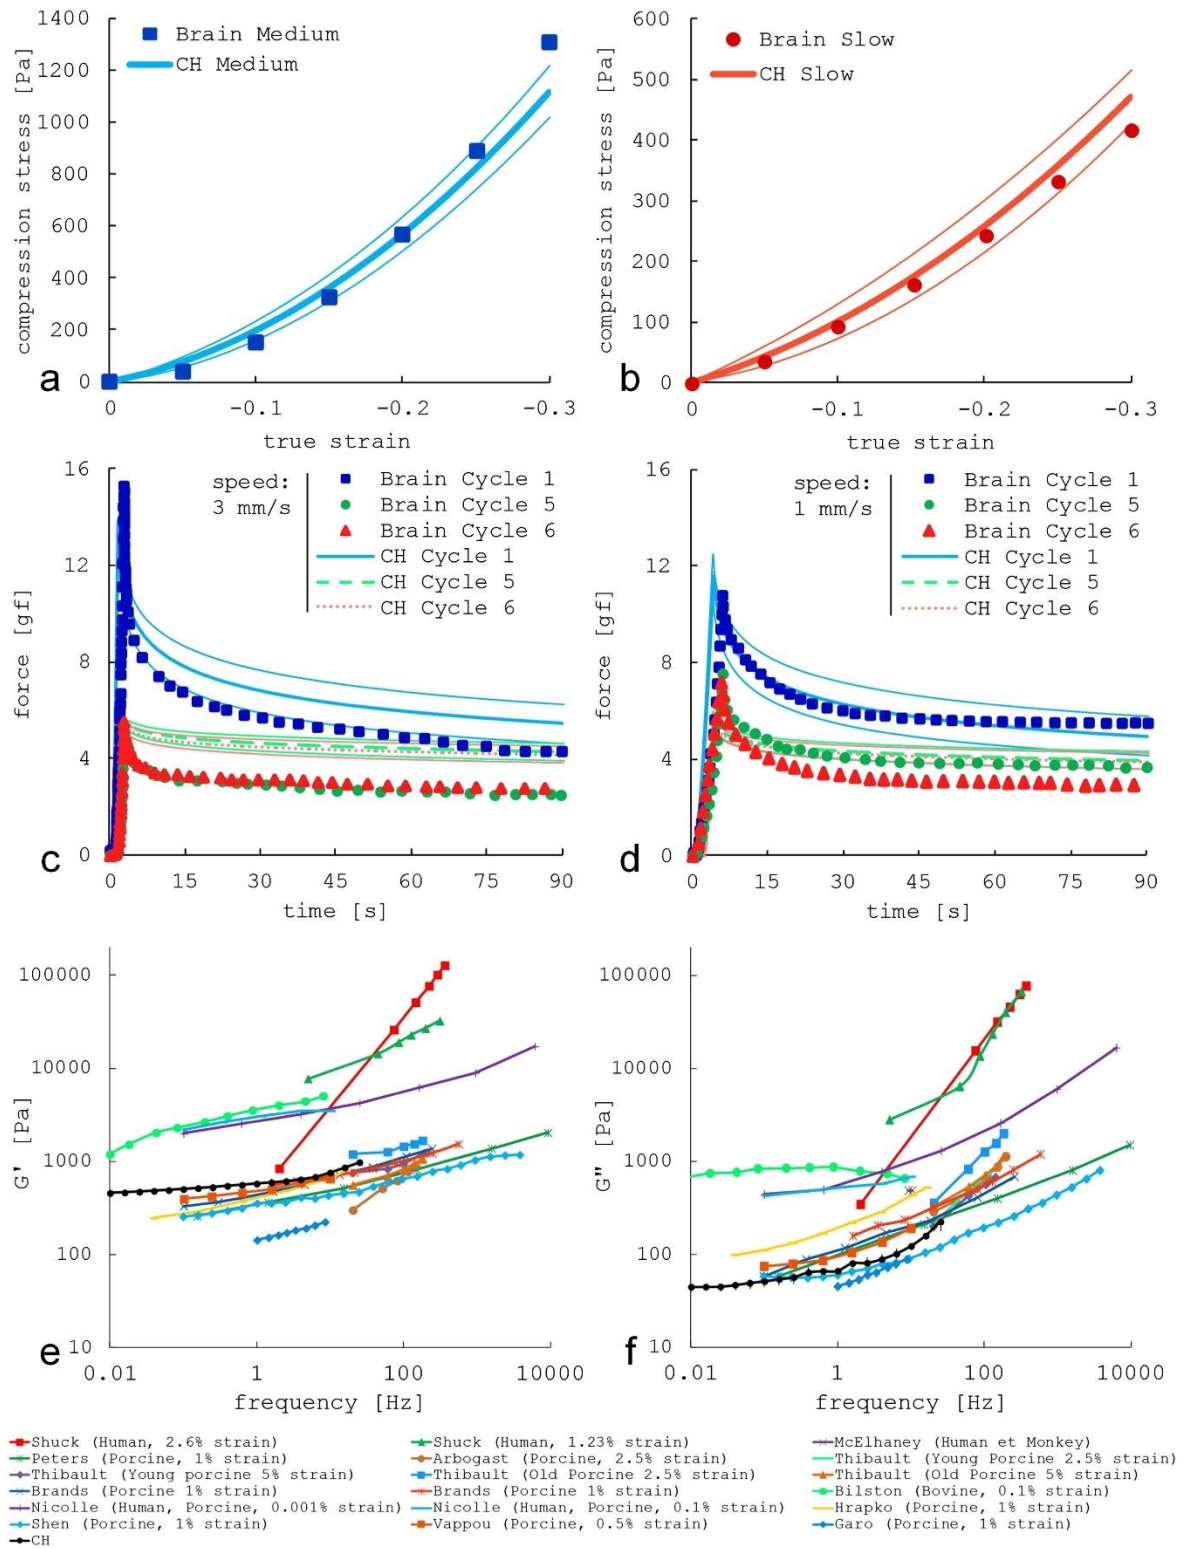 1400
1200
1000
800
600
400
200
0
compression stress [Pa]
Brain Medium
CH Medium
a
0 -0.1 -0.2 -0.3
true strain
600
500
400
300
200
100
0
compression stress [Pa]
Brain Slow
CH Slow
b
0 -0.1 -0.2 -0.3
true strain
16
12
8
4
0
force [gf]
speed:
3 mm/s
Brain Cycle 1
Brain Cycle 5
Brain Cycle 6
CH Cycle 1
CH Cycle 5
CH Cycle 6
c
0 15 30 45 60 75 90
time [s]
16
12
8
4
0
force [gf]
speed:
1 mm/s
Brain Cycle 1
Brain Cycle 5
Brain Cycle 6
CH Cycle 1
CH Cycle 5
CH Cycle 6
d
0 15 30 45 60 75 90
time [s]
100000
10000
1000
100
10
G' [Pa]
e
0.01 1 100 10000
frequency [Hz]
100000
10000
1000
100
10
G" [Pa]
f
0.01 1 100 10000
frequency [Hz]
Shuck (Human, 2.6% strain) Shuck (Human, 1.23% strain) McElhaney (Human et Monkey)
Peters (Porcine, 1% strain) Arbogast (Porcine, 2.5% strain) Thibault (Young Porcine 2.5% strain)
Thibault (Young porcine 5% strain) Thibault (Old Porcine 2.5% strain) Thibault (Old Porcine 5% strain)
Brands (Porcine 1% strain) Brands (Porcine 1% strain) Bilston (Bovine, 0.1% strain)
Nicolle (Human, Porcine, 0.001% strain) Nicolle (Human, Porcine, 0.1% strain) Hrapko (Porcine, 1% strain)
Shen (Porcine, 1% strain) Vappou (Porcine, 0.5% strain) Garo (Porcine, 1% strain)
CH